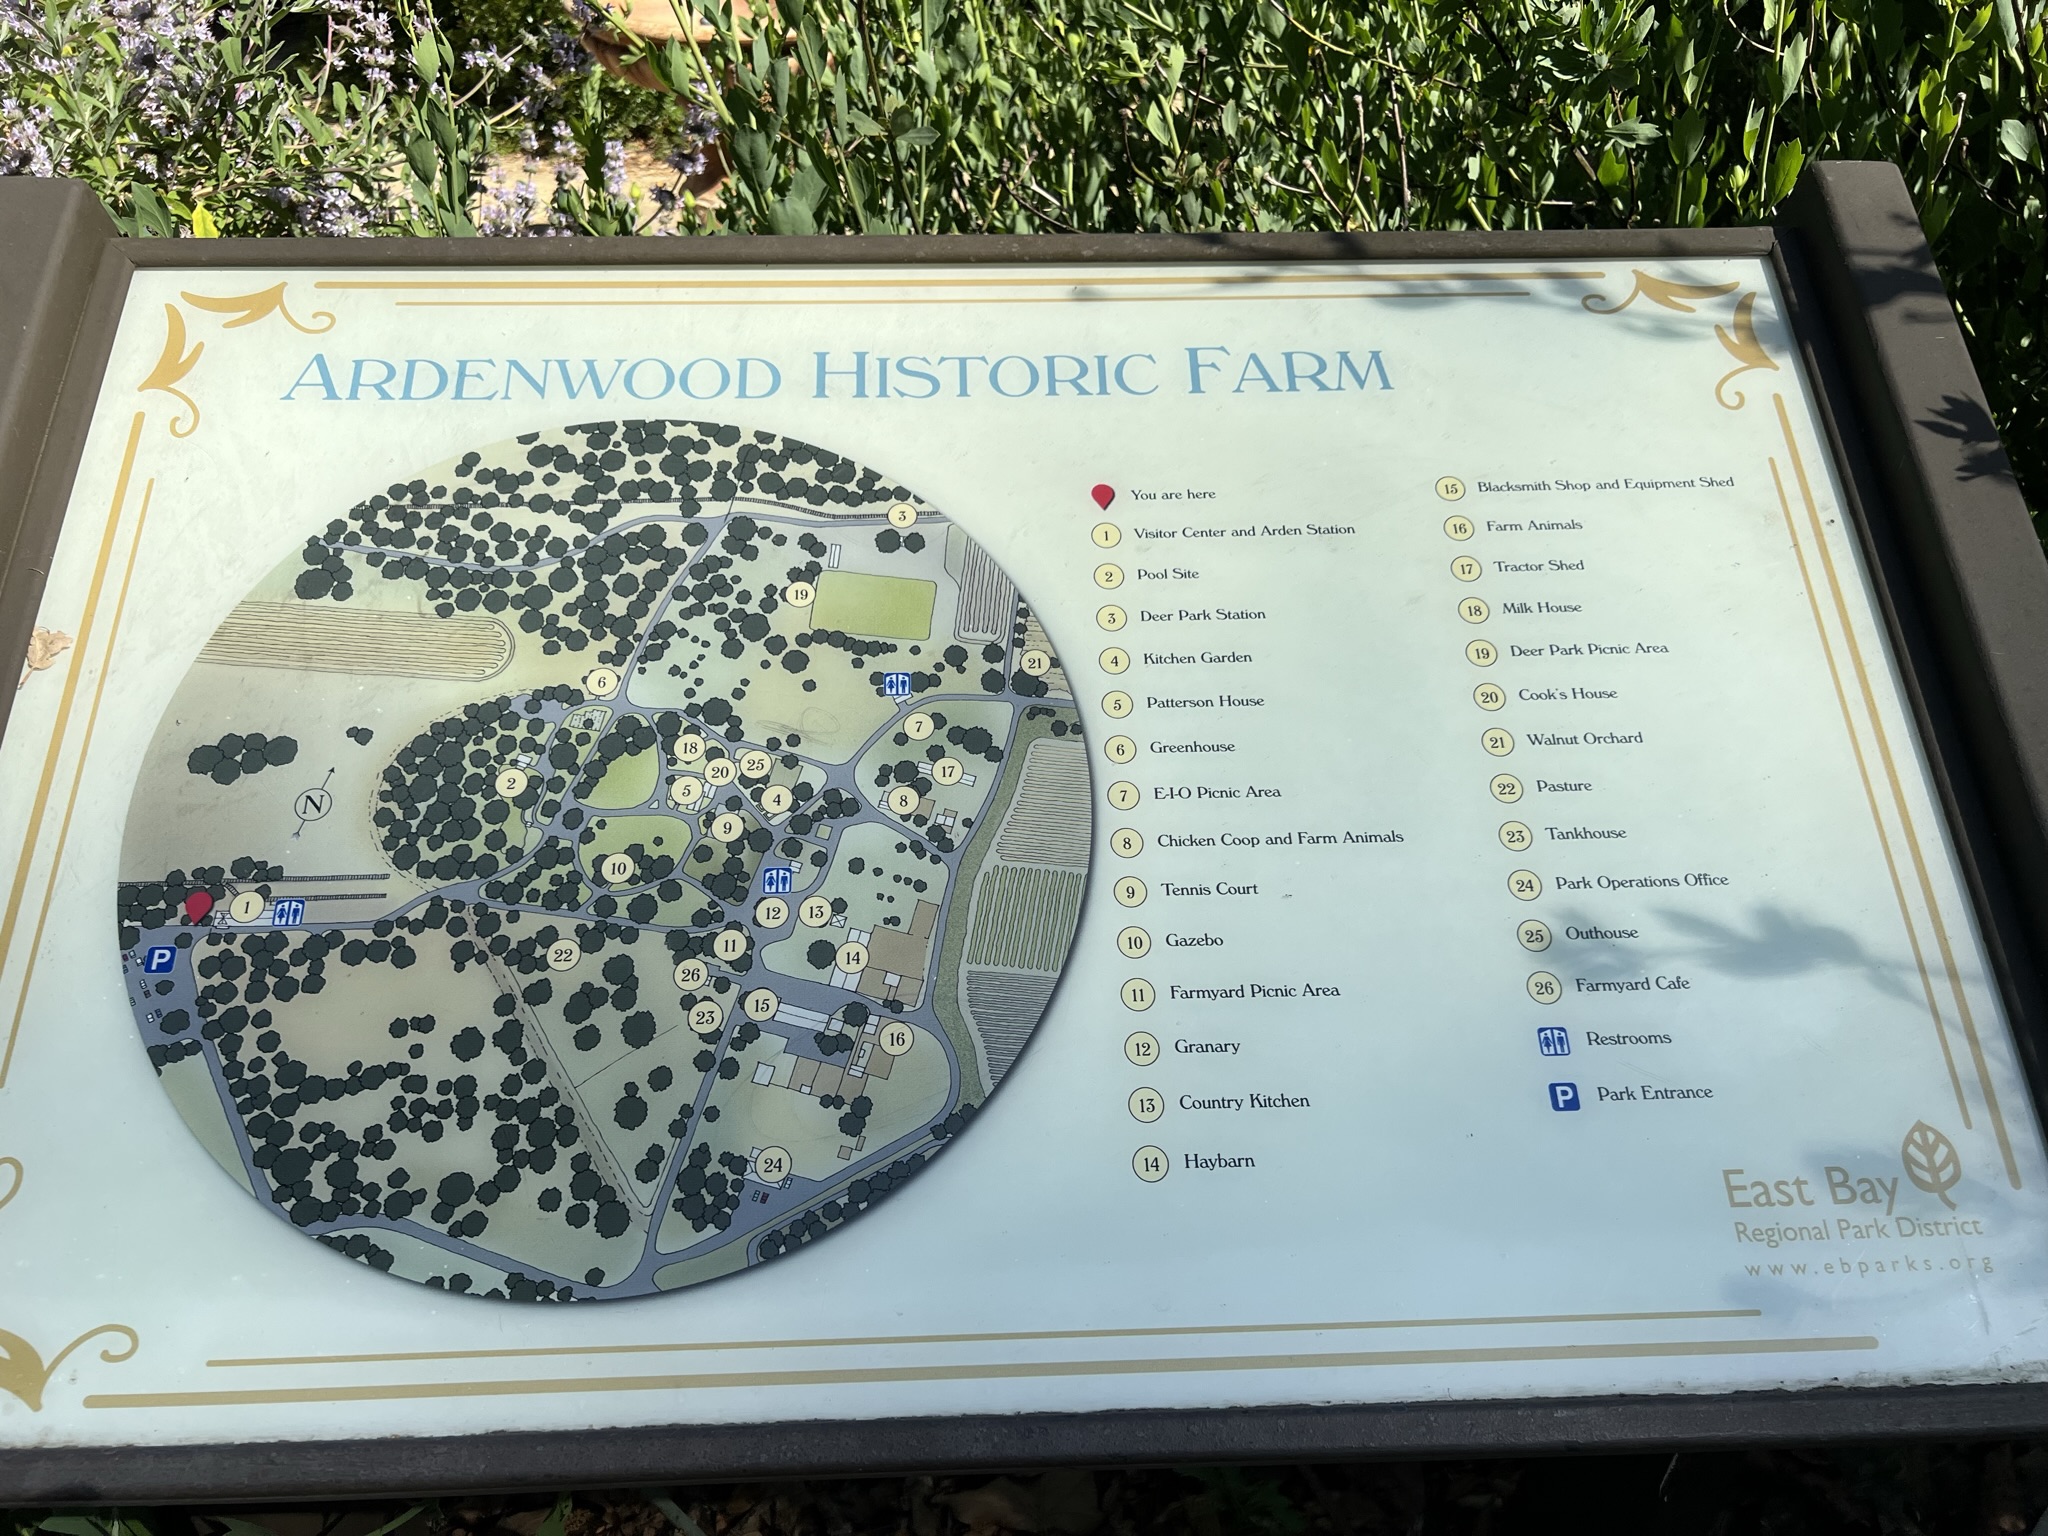 ARDENWOOD HISTORIC FARM
You are here
1 Visitor Center and Arden Station
2 Pool Site
3 Deer Park Station
4 Kitchen Garden
5 Patterson House
6 Greenhouse
7 E-I-O Picnic Area
8 Chicken Coop and Farm Animals
9 Tennis Court
10 Gazebo
11 Farmyard Picnic Area
12 Granary
13 Country Kitchen
14 Haybarn
15 Blacksmith Shop and Equipment Shed
16 Farm Animals
17 Tractor Shed
18 Milk House
19 Deer Park Picnic Area
20 Cook's House
21 Walnut Orchard
22 Pasture
23 Tankhouse
24 Park Operations Office
25 Outhouse
26 Farmyard Cafe
Restrooms
P Park Entrance
3
19
21
6
7
18
20
25
17
2
5
4
8
N
9
10
1
12
13
P
22
11
14
26
23
15
16
24
East Bay
Regional Park District
www.ebparks.org